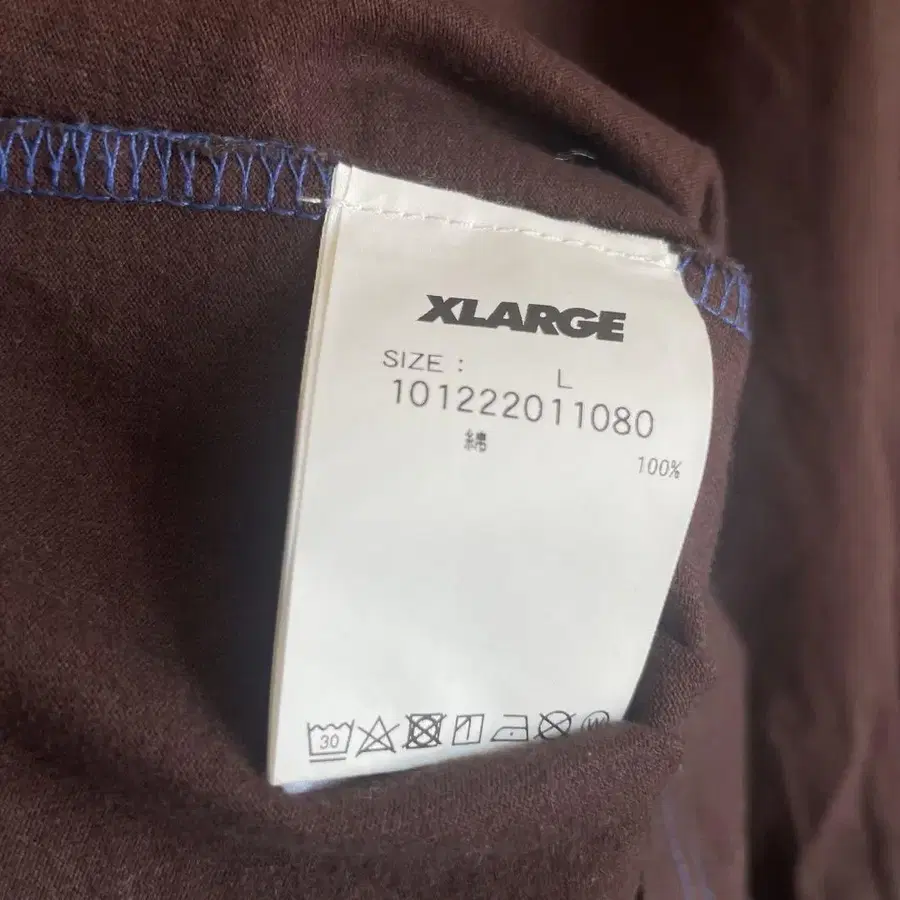 XLARGE
SIZE : L
101222011080
綿 100%
30